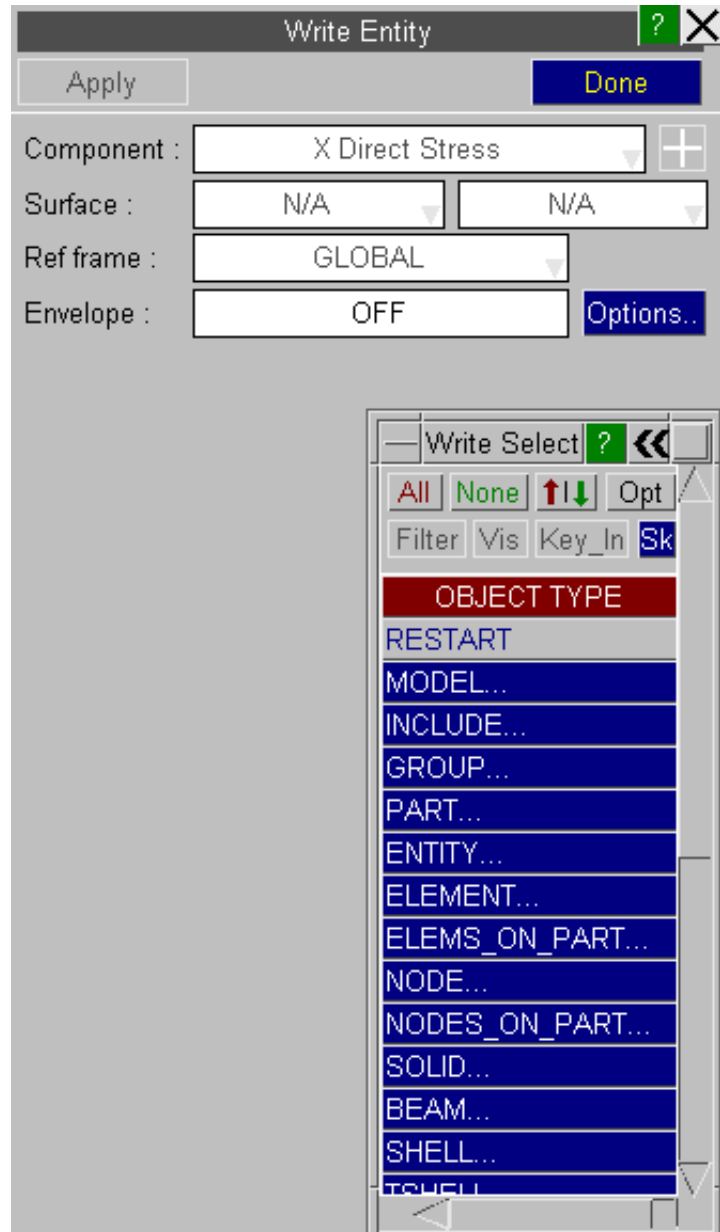 Write Entity ?
Apply Done
Component : X Direct Stress
Surface : N/A N/A
Ref frame : GLOBAL
Envelope : OFF Options..
Write Select ?
All None Opt
Filter Vis Key_In Sk
OBJECT TYPE
RESTART
MODEL...
INCLUDE...
GROUP...
PART...
ENTITY...
ELEMENT...
ELEMS_ON_PART...
NODE...
NODES_ON_PART...
SOLID...
BEAM...
SHELL...
TSHELL